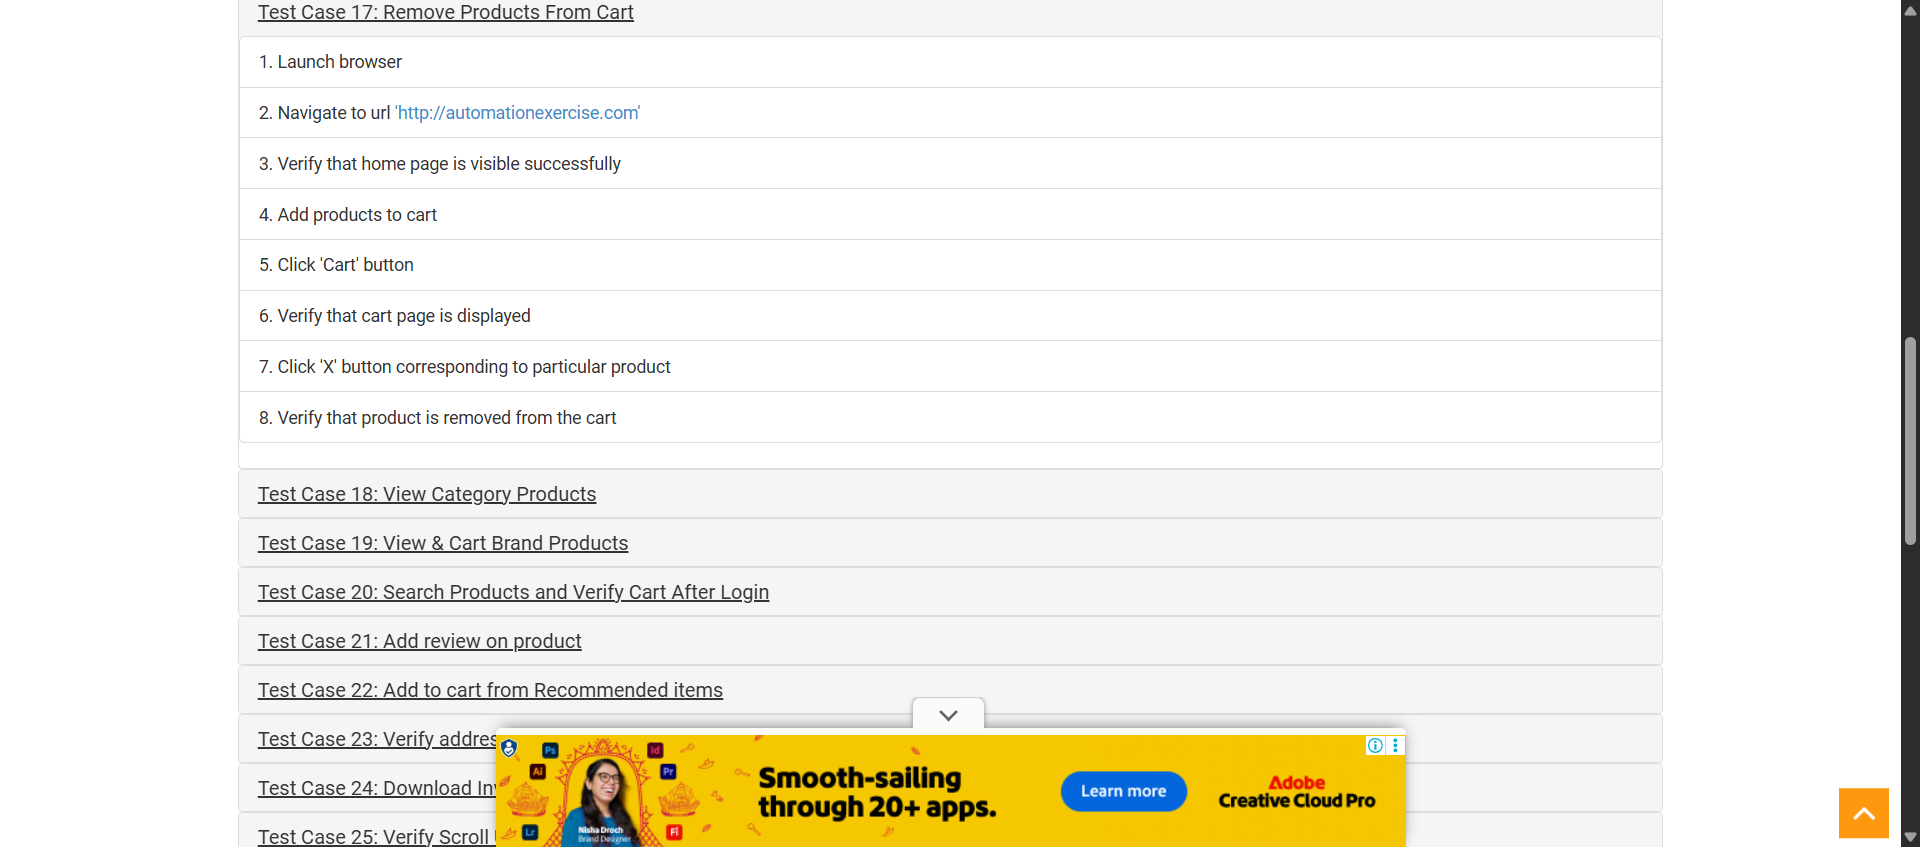 Test Case 17: Remove Products From Cart
1. Launch browser
2. Navigate to url 'http://automationexercise.com'
3. Verify that home page is visible successfully
4. Add products to cart
5. Click 'Cart' button
6. Verify that cart page is displayed
7. Click 'X' button corresponding to particular product
8. Verify that product is removed from the cart
Test Case 18: View Category Products
Test Case 19: View & Cart Brand Products
Test Case 20: Search Products and Verify Cart After Login
Test Case 21: Add review on product
Test Case 22: Add to cart from Recommended items
Test Case 23: Verify addres
Test Case 24: Download In
Test Case 25: Verify Scroll
Ps
Id
Ai
Pr
Lr
Fi
Nisha Droch
Brand Designer
Smooth-sailing
through 20+ apps.
Learn more
Adobe
Creative Cloud Pro